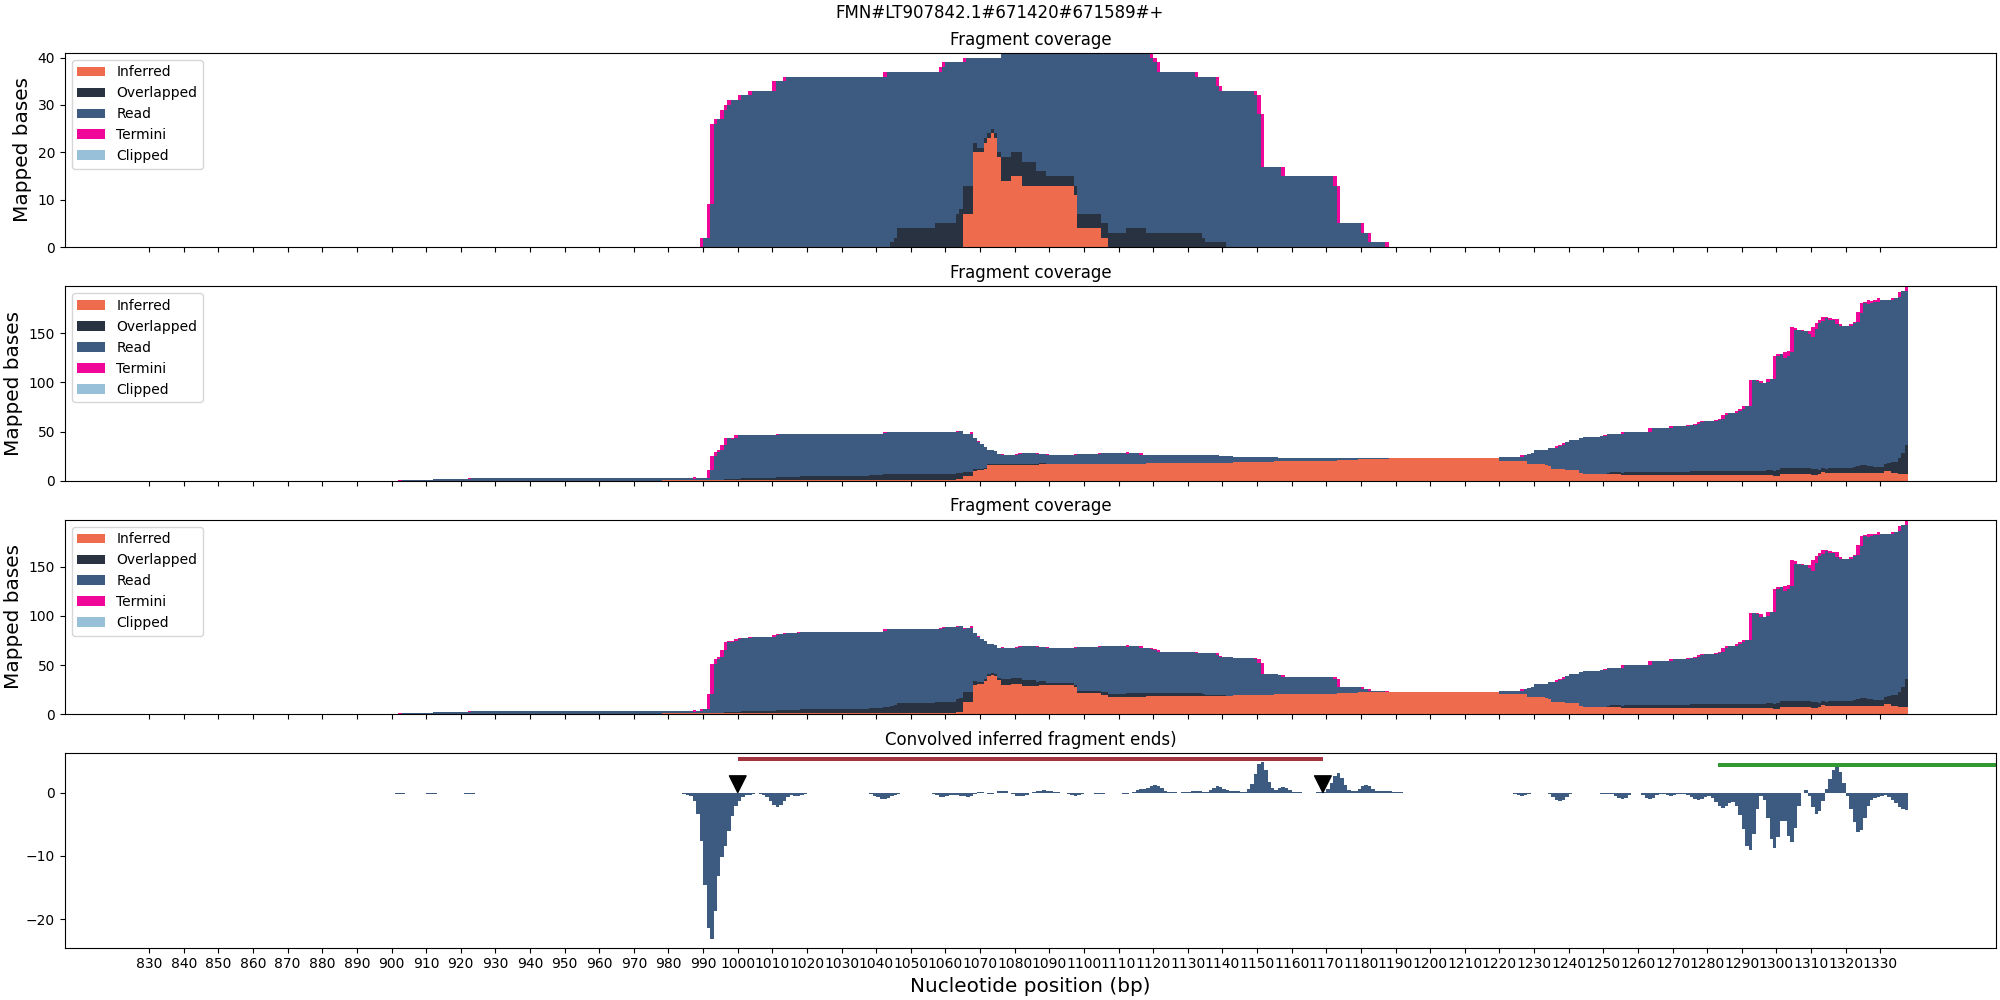 FMN#LT907842.1#671420#671589#+
Fragment coverage
Mapped bases
40
30
20
10
0
Inferred
Overlapped
Read
Termini
Clipped
Fragment coverage
Mapped bases
150
100
50
0
Inferred
Overlapped
Read
Termini
Clipped
Fragment coverage
Mapped bases
150
100
50
0
Inferred
Overlapped
Read
Termini
Clipped
Convolved inferred fragment ends)
0
−10
−20
830 840 850 860 870 880 890 900 910 920 930 940 950 960 970 980 990 1000 1010 1020 1030 1040 1050 1060 1070 1080 1090 1100 1110 1120 1130 1140 1150 1160 1170 1180 1190 1200 1210 1220 1230 1240 1250 1260 1270 1280 1290 1300 1310 1320 1330
Nucleotide position (bp)